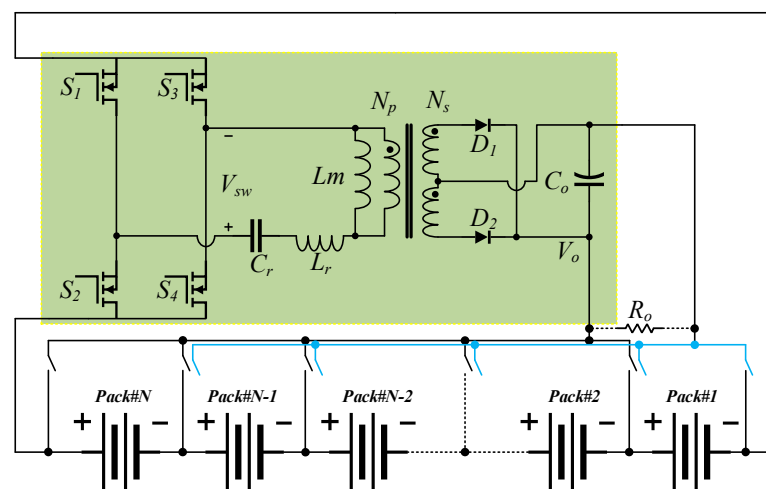 S1
S3
Np
Ns
−
Vsw
Lm
D1
Co
+
Cr
Lr
D2
Vo
S2
S4
Ro
Pack#N
Pack#N-1
Pack#N-2
Pack#2
Pack#1
+ − + − + − + − + −